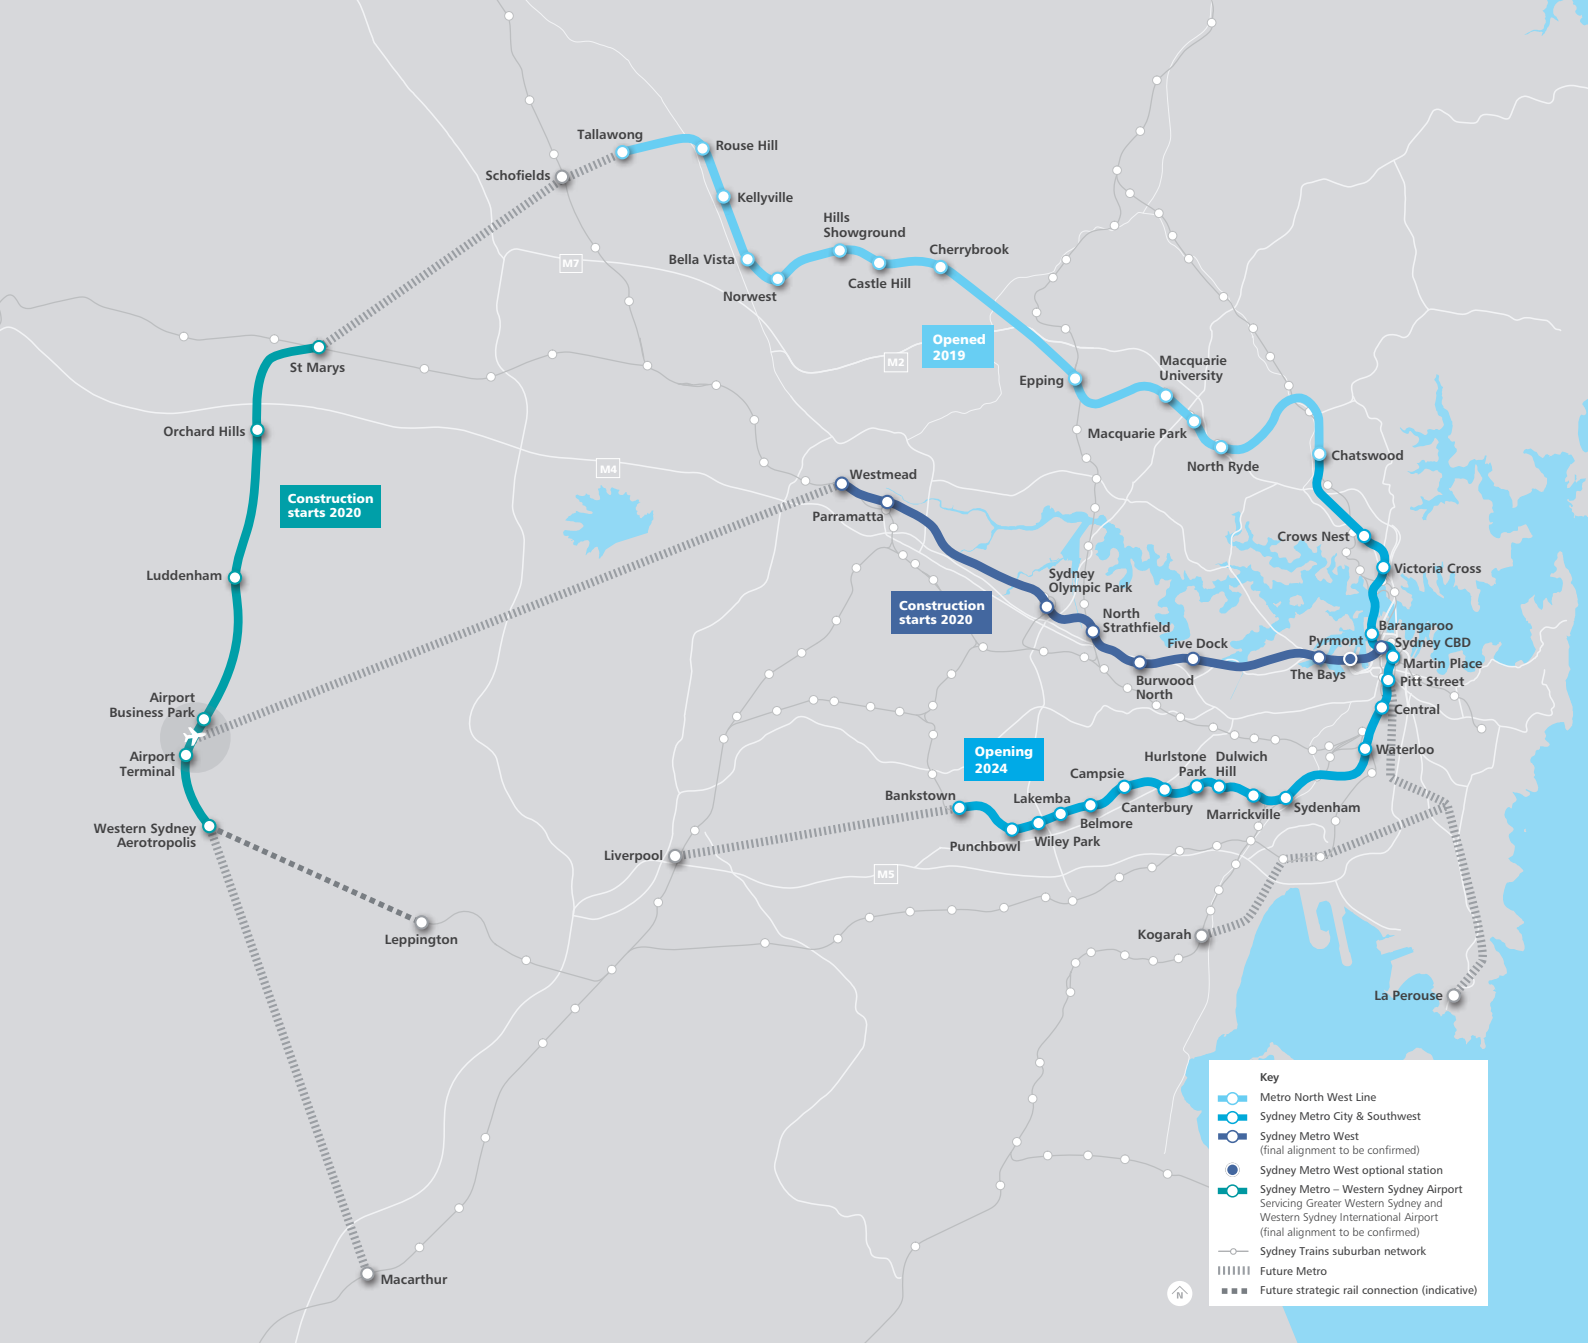 Tallawong
Rouse Hill
Schofields
Kellyville
Hills
Showground
Cherrybrook
Bella Vista
M7
Castle Hill
Norwest
Opened
2019
M2
St Marys
Macquarie
University
Epping
Orchard Hills
Macquarie Park
North Ryde
Chatswood
M4
Westmead
Construction
starts 2020
Parramatta
Crows Nest
Victoria Cross
Luddenham
Sydney
Olympic Park
Construction
starts 2020
North
Strathfield
Barangaroo
Five Dock
Pyrmont
Sydney CBD
Martin Place
The Bays
Burwood
North
Pitt Street
Airport
Business Park
Central
Airport
Terminal
Waterloo
Opening
2024
Hurlstone
Park
Dulwich
Hill
Campsie
Bankstown
Lakemba
Canterbury
Sydenham
Marrickville
Belmore
Western Sydney
Aerotropolis
Punchbowl
Wiley Park
Liverpool
M5
Leppington
Kogarah
La Perouse
Macarthur
Key
Metro North West Line
Sydney Metro City & Southwest
Sydney Metro West
(final alignment to be confirmed)
Sydney Metro West optional station
Sydney Metro – Western Sydney Airport
Servicing Greater Western Sydney and
Western Sydney International Airport
(final alignment to be confirmed)
Sydney Trains suburban network
Future Metro
Future strategic rail connection (indicative)
N